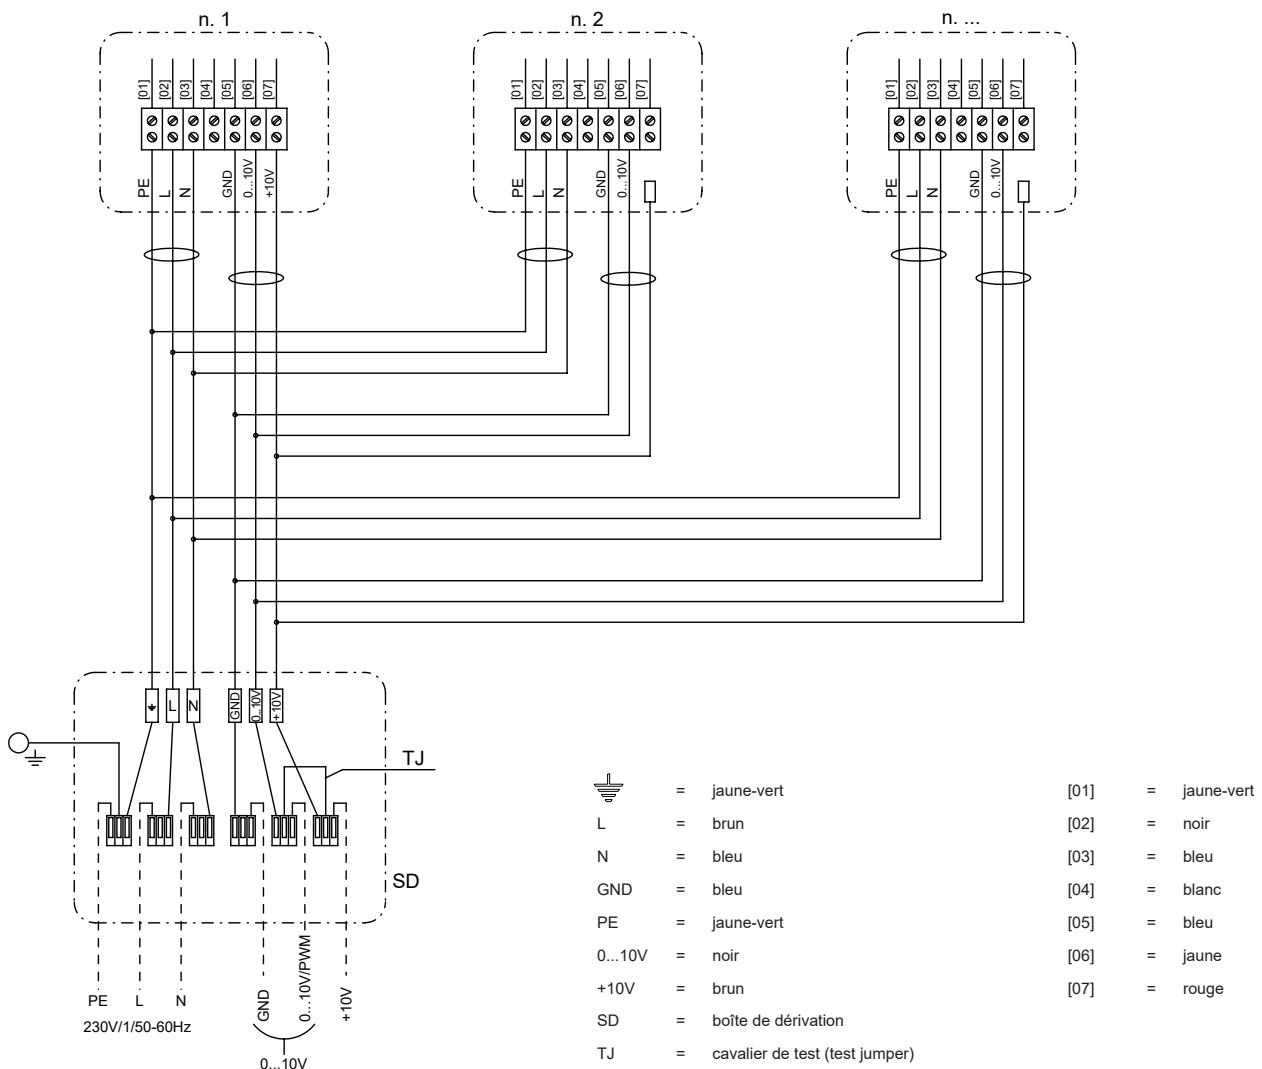 n. 1
n. 2
n. ...
[01] [02] [03] [04] [05] [06] [07]
[01] [02] [03] [04] [05] [06] [07]
[01] [02] [03] [04] [05] [06] [07]
PE L N GND 0...10V +10V
PE L N GND 0...10V
PE L N GND 0...10V
L N GND 0...10V +10V
TJ
SD
PE L N GND 0...10V/PWM +10V
230V/1/50-60Hz
0...10V
= jaune-vert
L = brun
N = bleu
GND = bleu
PE = jaune-vert
0...10V = noir
+10V = brun
SD = boîte de dérivation
TJ = cavalier de test (test jumper)
[01] = jaune-vert
[02] = noir
[03] = bleu
[04] = blanc
[05] = bleu
[06] = jaune
[07] = rouge